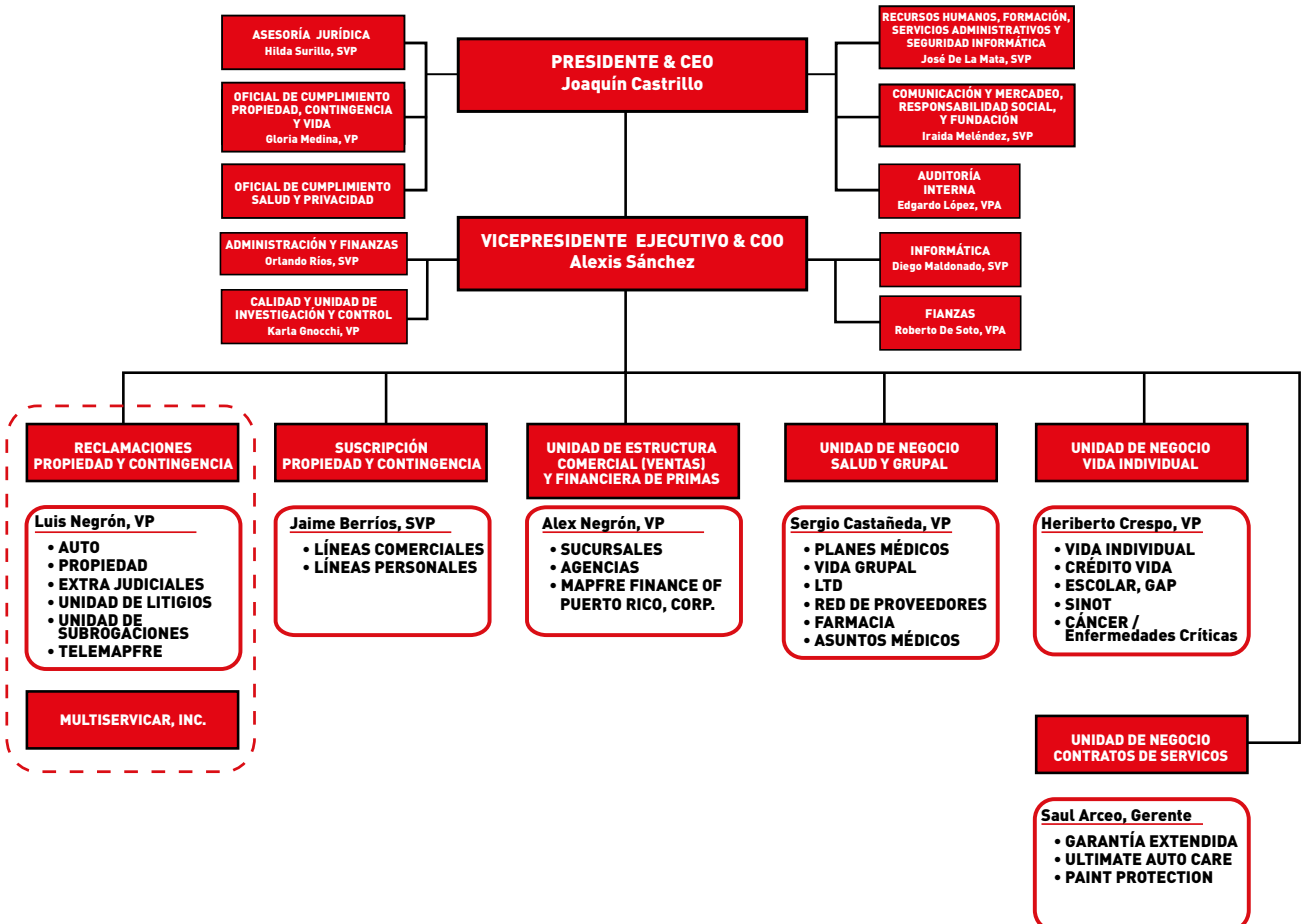 ASESORÍA JURÍDICA
Hilda Surillo, SVP
OFICIAL DE CUMPLIMIENTO
PROPIEDAD, CONTINGENCIA
Y VIDA
Gloria Medina, VP
OFICIAL DE CUMPLIMIENTO
SALUD Y PRIVACIDAD
PRESIDENTE & CEO
Joaquín Castrillo
RECURSOS HUMANOS, FORMACIÓN,
SERVICIOS ADMINISTRATIVOS Y
SEGURIDAD INFORMÁTICA
José De La Mata, SVP
COMUNICACIÓN Y MERCADEO,
RESPONSABILIDAD SOCIAL,
Y FUNDACIÓN
Iraida Meléndez, SVP
AUDITORÍA
INTERNA
Edgardo López, VPA
ADMINISTRACIÓN Y FINANZAS
Orlando Ríos, SVP
CALIDAD Y UNIDAD DE
INVESTIGACIÓN Y CONTROL
Karla Gnocchi, VP
VICEPRESIDENTE EJECUTIVO & COO
Alexis Sánchez
INFORMÁTICA
Diego Maldonado, SVP
FIANZAS
Roberto De Soto, VPA
RECLAMACIONES
PROPIEDAD Y CONTINGENCIA
Luis Negrón, VP
• AUTO
• PROPIEDAD
• EXTRA JUDICIALES
• UNIDAD DE LITIGIOS
• UNIDAD DE
SUBROGACIONES
• TELEMAPFRE
MULTISERVICAR, INC.
SUSCRIPCIÓN
PROPIEDAD Y CONTINGENCIA
Jaime Berríos, SVP
• LÍNEAS COMERCIALES
• LÍNEAS PERSONALES
UNIDAD DE ESTRUCTURA
COMERCIAL (VENTAS)
Y FINANCIERA DE PRIMAS
Alex Negrón, VP
• SUCURSALES
• AGENCIAS
• MAPFRE FINANCE OF
PUERTO RICO, CORP.
UNIDAD DE NEGOCIO
SALUD Y GRUPAL
Sergio Castañeda, VP
• PLANES MÉDICOS
• VIDA GRUPAL
• LTD
• RED DE PROVEEDORES
• FARMACIA
• ASUNTOS MÉDICOS
UNIDAD DE NEGOCIO
VIDA INDIVIDUAL
Heriberto Crespo, VP
• VIDA INDIVIDUAL
• CRÉDITO VIDA
• ESCOLAR, GAP
• SINOT
• CÁNCER /
Enfermedades Críticas
UNIDAD DE NEGOCIO
CONTRATOS DE SERVICOS
Saul Arceo, Gerente
• GARANTÍA EXTENDIDA
• ULTIMATE AUTO CARE
• PAINT PROTECTION